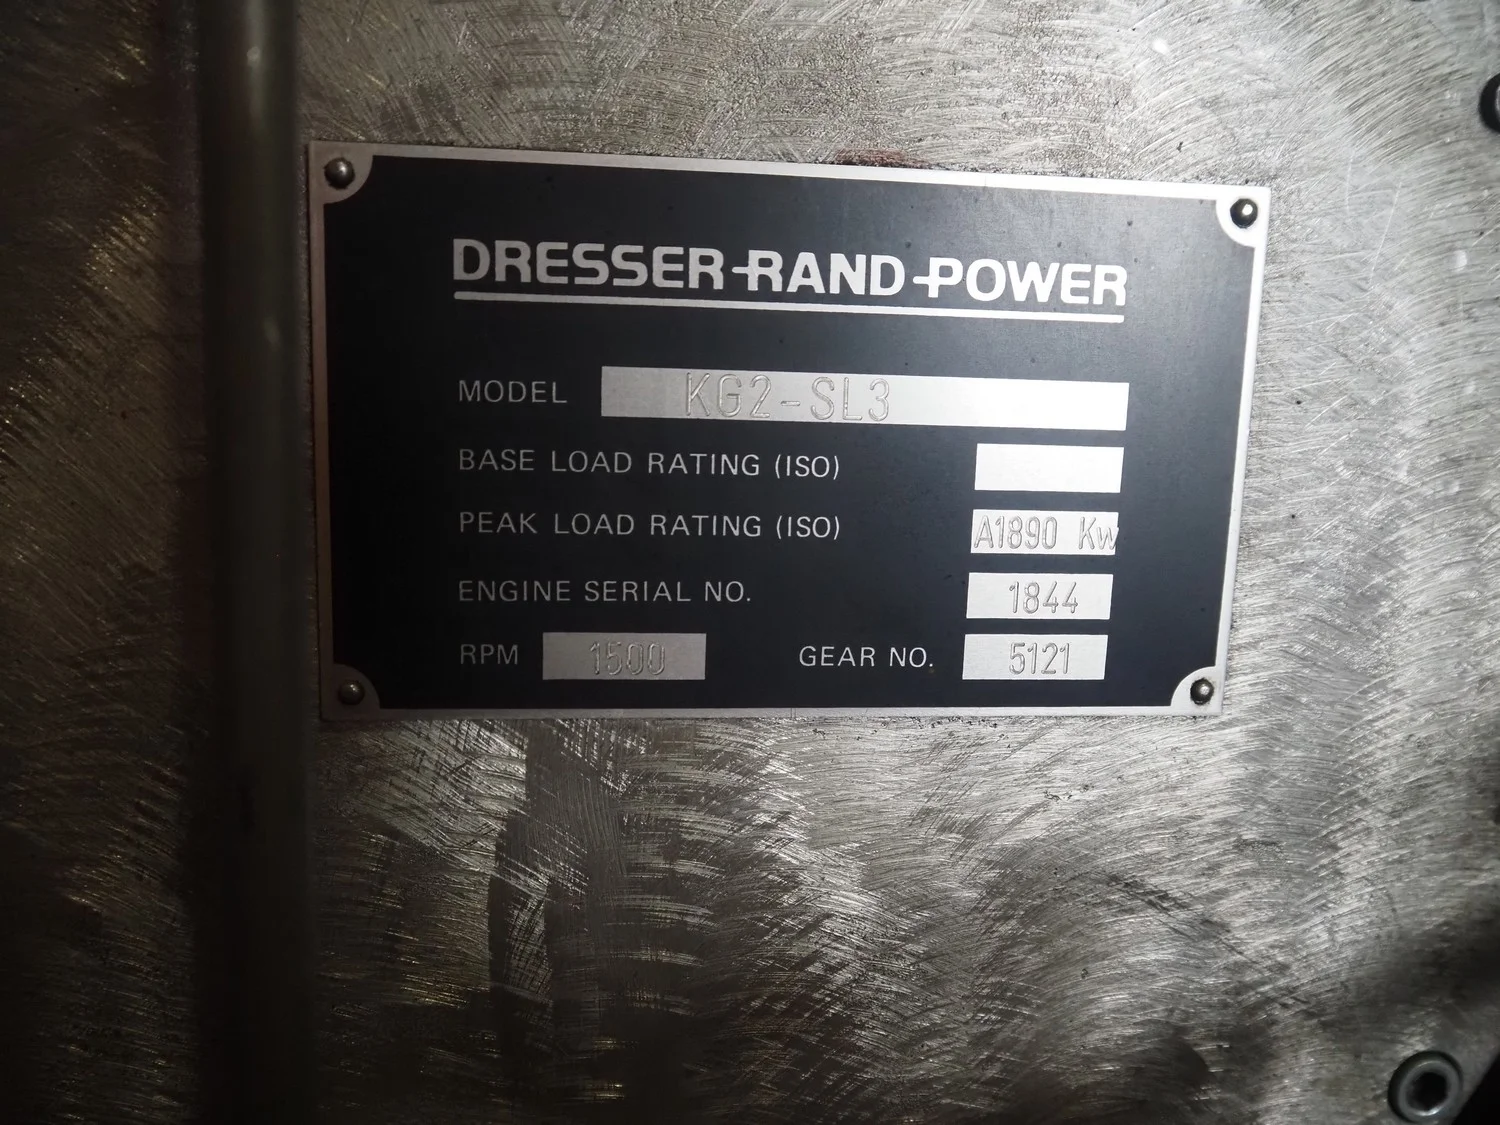 DRESSER-RAND-POWER
MODEL KG2-SL3
BASE LOAD RATING (ISO)
PEAK LOAD RATING (ISO) A1890 Kw
ENGINE SERIAL NO. 1844
RPM 1500 GEAR NO. 5121